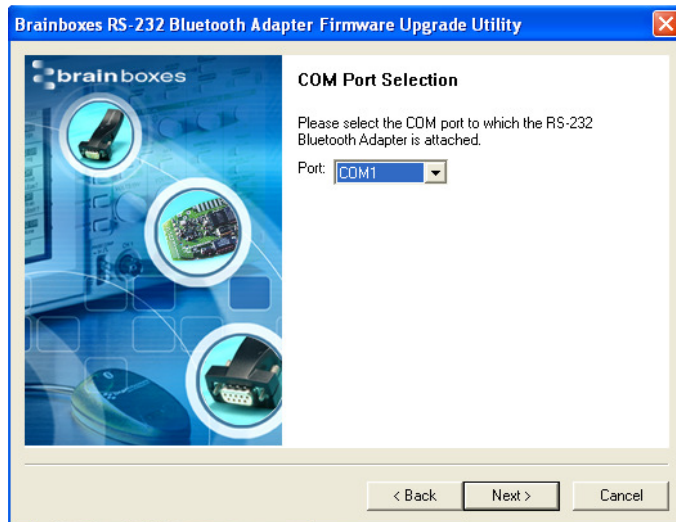 Brainboxes RS-232 Bluetooth Adapter Firmware Upgrade Utility
brainboxes
COM Port Selection
Please select the COM port to which the RS-232
Bluetooth Adapter is attached.
Port: COM1
< Back Next > Cancel